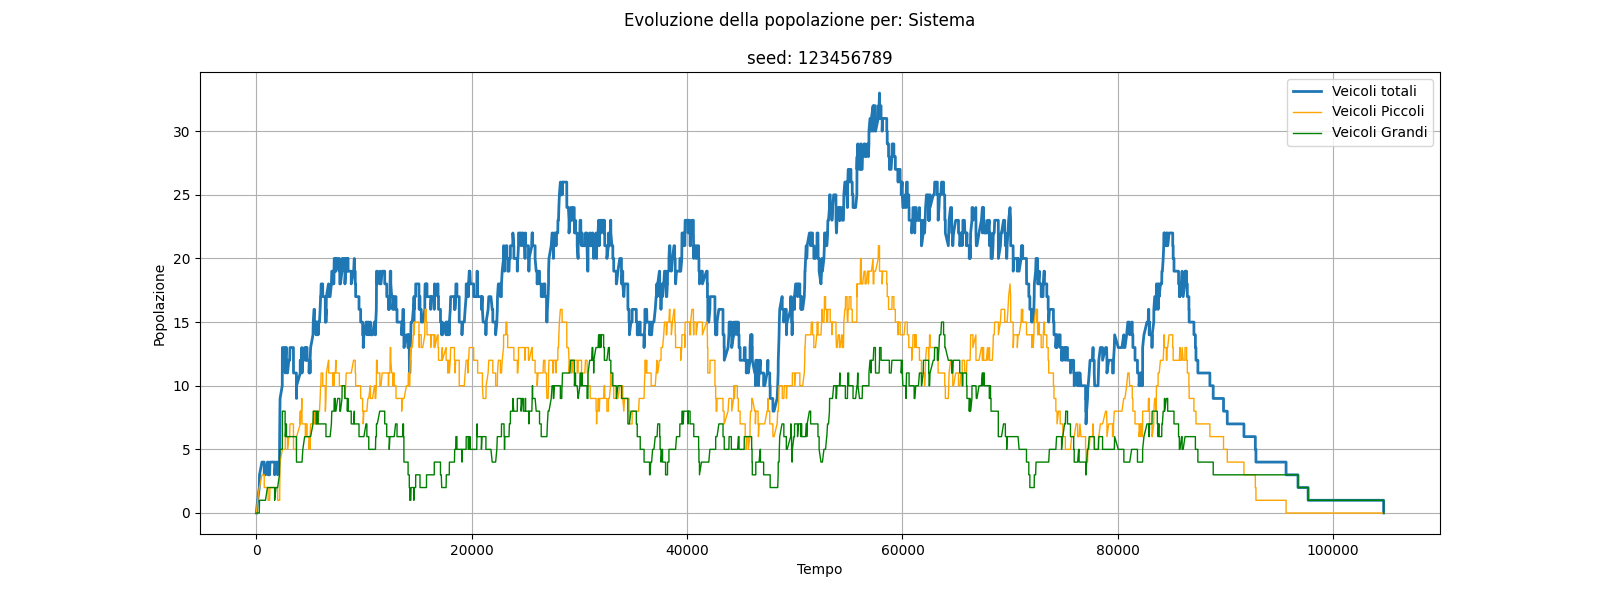 Evoluzione della popolazione per: Sistema
seed: 123456789
Veicoli totali
Veicoli Piccoli
Veicoli Grandi
Popolazione
30
25
20
15
10
5
0
0 20000 40000 60000 80000 100000
Tempo